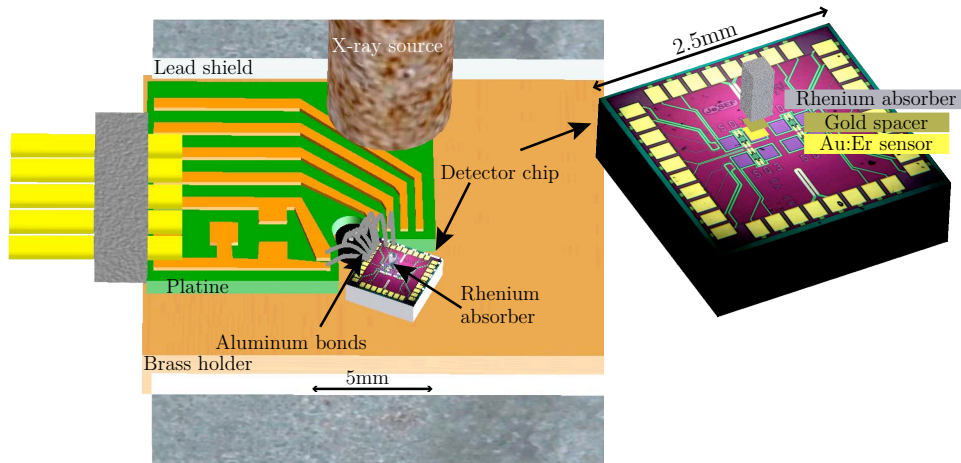 X-ray source
Lead shield
2.5mm
Rhenium absorber
Gold spacer
Au:Er sensor
Detector chip
Platine
Rhenium
absorber
Aluminum bonds
Brass holder
5mm